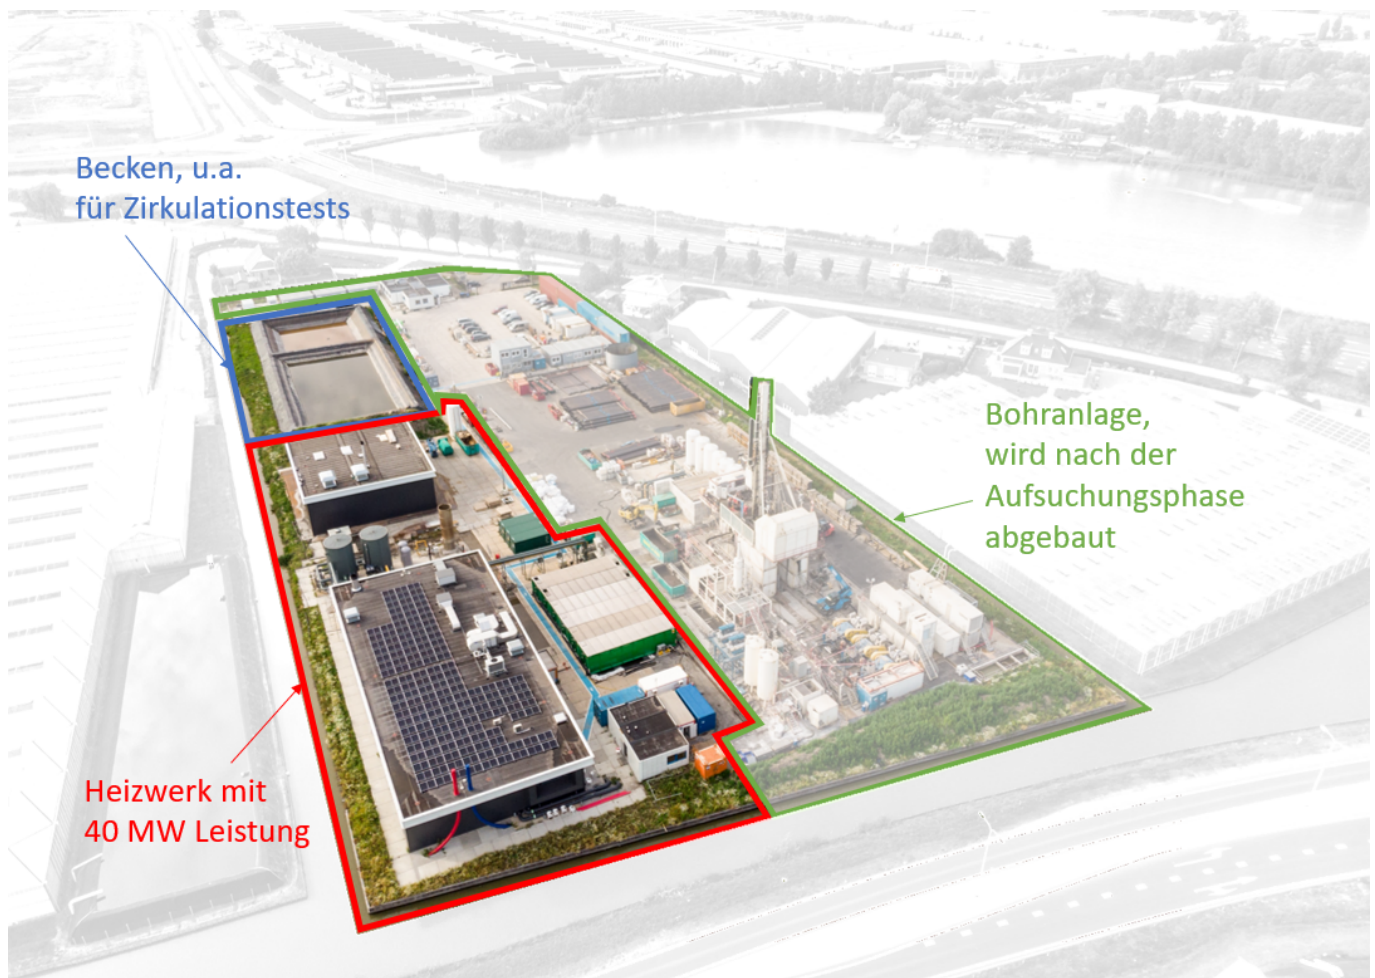 Becken, u.a.
für Zirkulationstests
Bohranlage,
wird nach der
Aufsuchungsphase
abgebaut
Heizwerk mit
40 MW Leistung